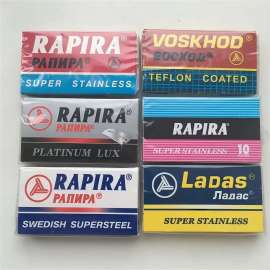 RAPIRA®
РАПИРА®
SUPER STAINLESS
VOSKHOD
ВОСХОД®
TEFLON COATED
RAPIRA®
РАПИРА®
PLATINUM LUX
RAPIRA®
SUPER STAINLESS 10
RAPIRA®
РАПИРА®
SWEDISH SUPERSTEEL
LADAS®
Ладас®
SUPER STAINLESS